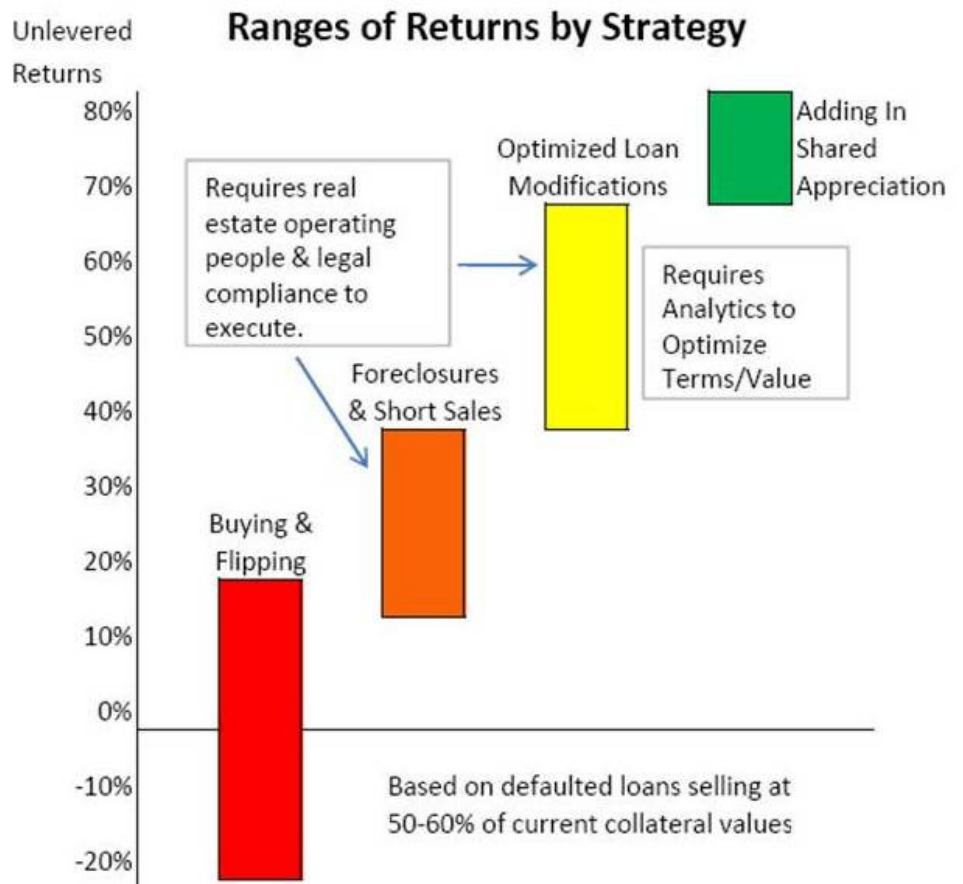 Unlevered
Returns
Ranges of Returns by Strategy
80%
70%
60%
50%
40%
30%
20%
10%
0%
-10%
-20%
Adding In
Shared
Appreciation
Optimized Loan
Modifications
Requires real
estate operating
people & legal
compliance to
execute.
Requires
Analytics to
Optimize
Terms/Value
Foreclosures
& Short Sales
Buying &
Flipping
Based on defaulted loans selling at
50-60% of current collateral values